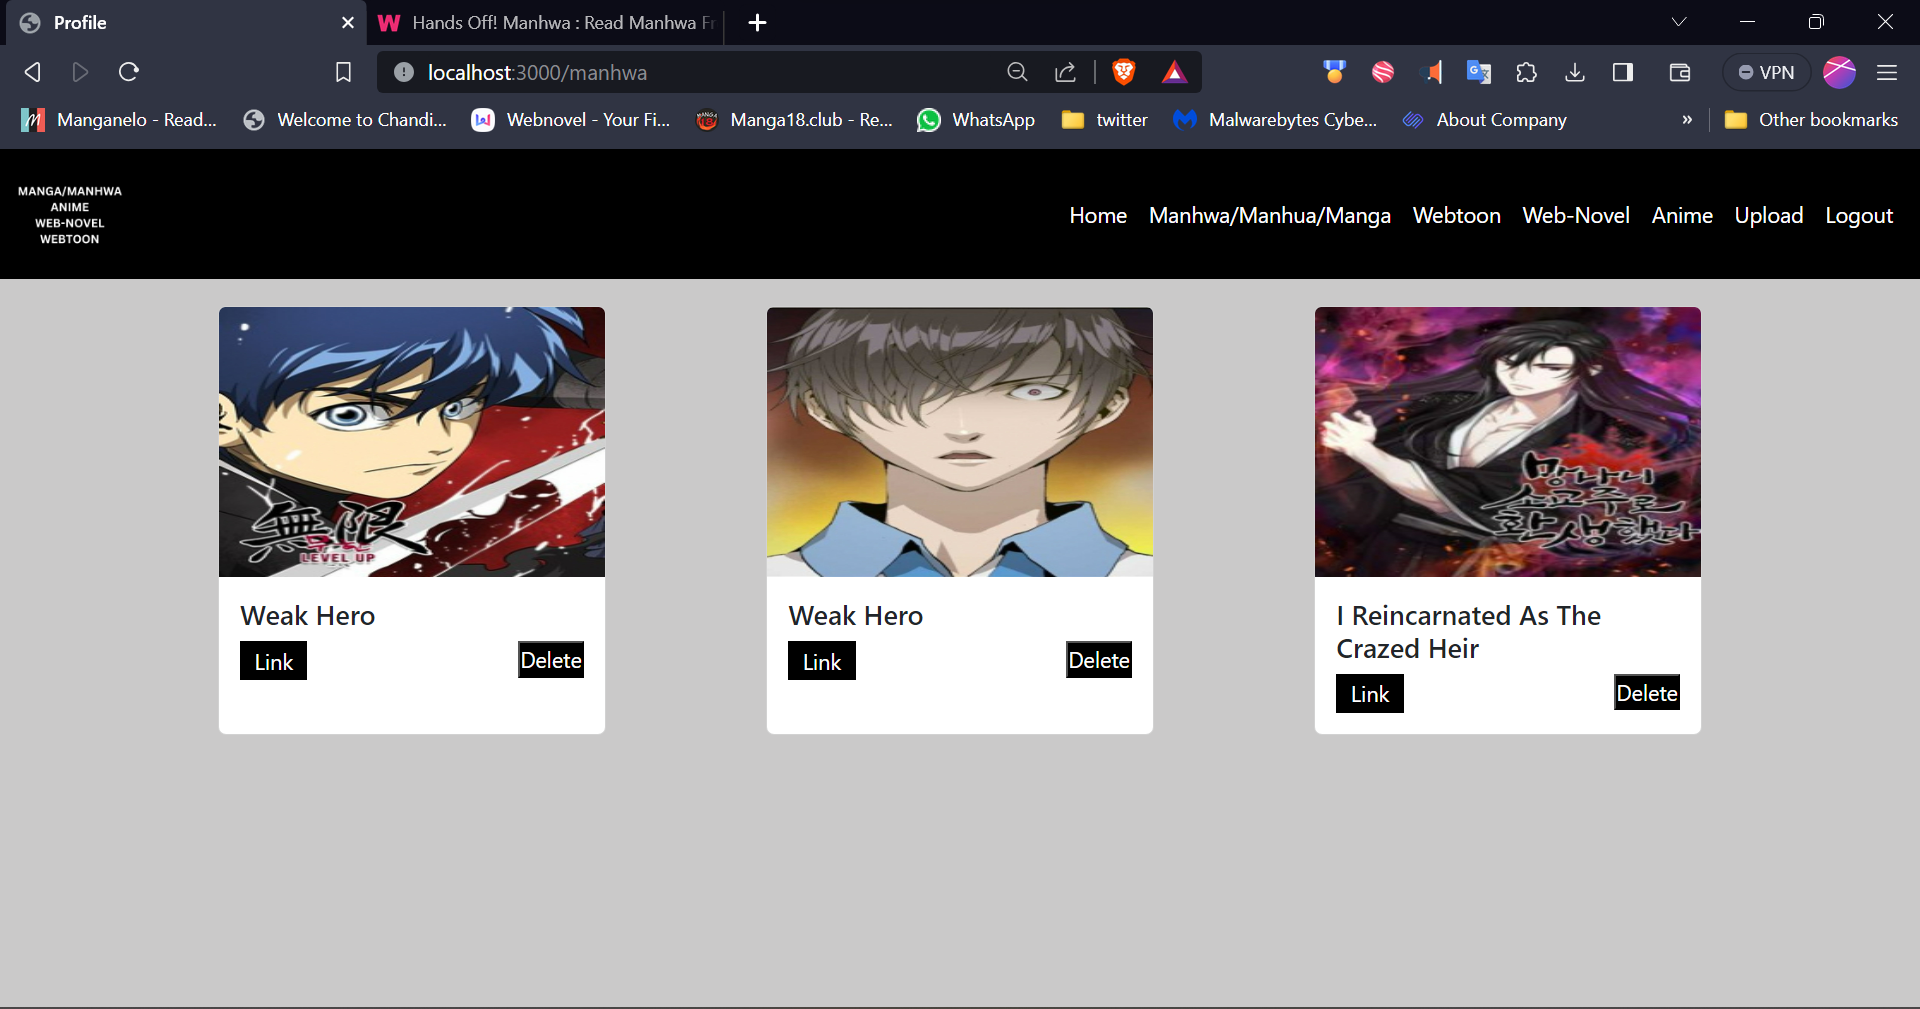 Profile
Hands Off! Manhwa : Read Manhwa Fr
localhost:3000/manhwa
VPN
Manganelo - Read...
Welcome to Chandi...
Webnovel - Your Fi...
Manga18.club - Re...
WhatsApp
twitter
Malwarebytes Cybe...
About Company
»
Other bookmarks
MANGA/MANHWA
ANIME
WEB-NOVEL
WEBTOON
Home
Manhwa/Manhua/Manga
Webtoon
Web-Novel
Anime
Upload
Logout
無限
무한
LEVEL UP
망나니
소교주로
환생했다
Weak Hero
Link
Delete
Weak Hero
Link
Delete
I Reincarnated As The
Crazed Heir
Link
Delete